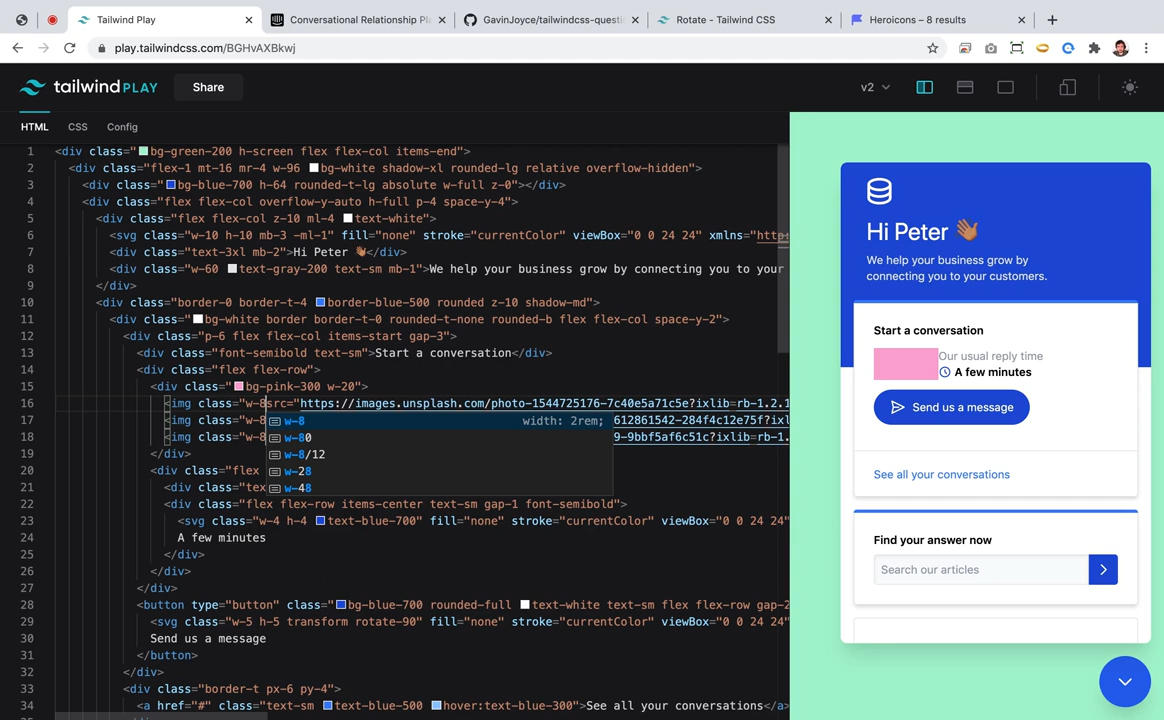 Tailwind Play
Conversational Relationship Pl
GavinJoyce/tailwindcss-questi
Rotate - Tailwind CSS
Heroicons – 8 results
play.tailwindcss.com/BGHvAXBkwj
tailwind PLAY
Share
v2
HTML CSS Config
1 <div class="bg-green-200 h-screen flex flex-col items-end">
2 <div class="flex-1 mt-16 mr-4 w-96 bg-white shadow-xl rounded-lg relative overflow-hidden">
3 <div class="bg-blue-700 h-64 rounded-t-lg absolute w-full z-0"></div>
4 <div class="flex flex-col overflow-y-auto h-full p-4 space-y-4">
5 <div class="flex flex-col z-10 ml-4 text-white">
6 <svg class="w-10 h-10 mb-3 -ml-1" fill="none" stroke="currentColor" viewBox="0 0 24 24" xmlns="http
7 <div class="text-3xl mb-2">Hi Peter 👋🏾</div>
8 <div class="w-60 text-gray-200 text-sm mb-1">We help your business grow by connecting you to your
9 </div>
10 <div class="border-0 border-t-4 border-blue-500 rounded z-10 shadow-md">
11 <div class="bg-white border border-t-0 rounded-t-none rounded-b flex flex-col space-y-2">
12 <div class="p-6 flex flex-col items-start gap-3">
13 <div class="font-semibold text-sm">Start a conversation</div>
14 <div class="flex flex-row">
15 <div class="bg-pink-300 w-20">
16 <img class="w-8src="https://images.unsplash.com/photo-1544725176-7c40e5a71c5e?ixlib=rb-1.2.1
17 <img class="w-8 612861542-284f4c12e75f?ixl
18 <img class="w-8 9-9bbf5af6c51c?ixlib=rb-1.
w-8 width: 2rem;
w-80
w-8/12
w-28
w-48
19 </div>
20 <div class="flex
21 <div class="tex
22 <div class="flex flex-row items-center text-sm gap-1 font-semibold">
23 <svg class="w-4 h-4 text-blue-700" fill="none" stroke="currentColor" viewBox="0 0 24 24"
24 A few minutes
25 </div>
26 </div>
27 </div>
28 <button type="button" class="bg-blue-700 rounded-full text-white text-sm flex flex-row gap-2
29 <svg class="w-5 h-5 transform rotate-90" fill="none" stroke="currentColor" viewBox="0 0 24 24"
30 Send us a message
31 </button>
32 </div>
33 <div class="border-t px-6 py-4">
34 <a href="#" class="text-sm text-blue-500 hover:text-blue-300">See all your conversations</a>
Hi Peter 👋🏾
We help your business grow by
connecting you to your customers.
Start a conversation
Our usual reply time
A few minutes
Send us a message
See all your conversations
Find your answer now
Search our articles